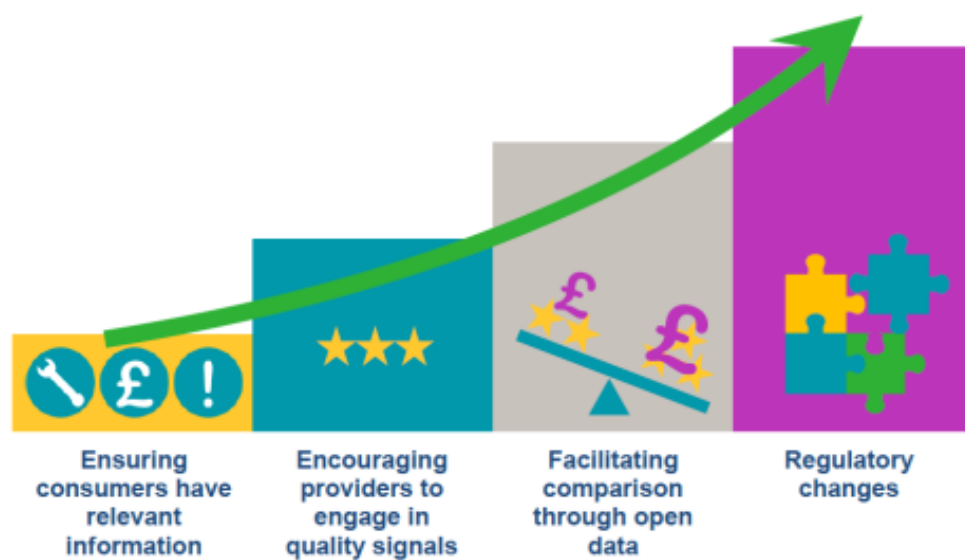 £
!
£
£
Ensuring
consumers have
relevant
information
Encouraging
providers to
engage in
quality signals
Facilitating
comparison
through open
data
Regulatory
changes